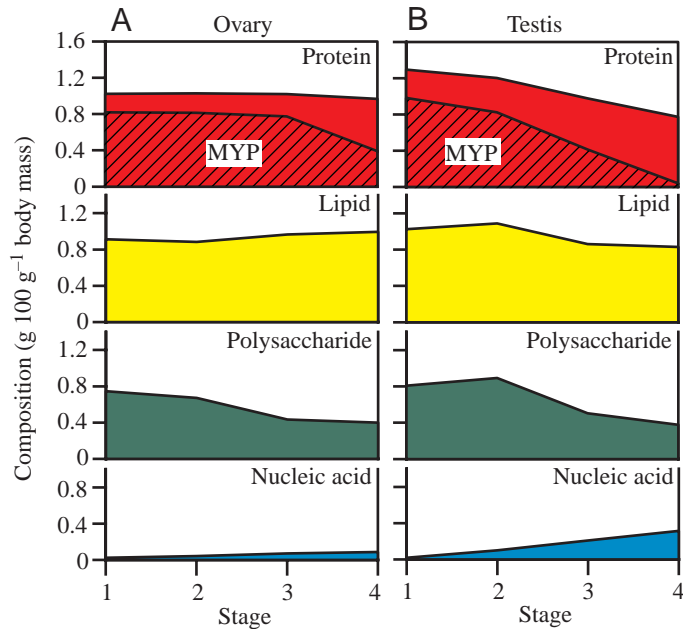 A Ovary
B Testis
Composition (g 100 g⁻¹ body mass)
1.6
1.2
0.8
0.4
0
Protein
MYP
Protein
MYP
1.2
0.8
0.4
0
Lipid
Lipid
1.2
0.8
0.4
0
Polysaccharide
Polysaccharide
0.8
0.4
0
Nucleic acid
Nucleic acid
1 2 3 4
Stage
1 2 3 4
Stage